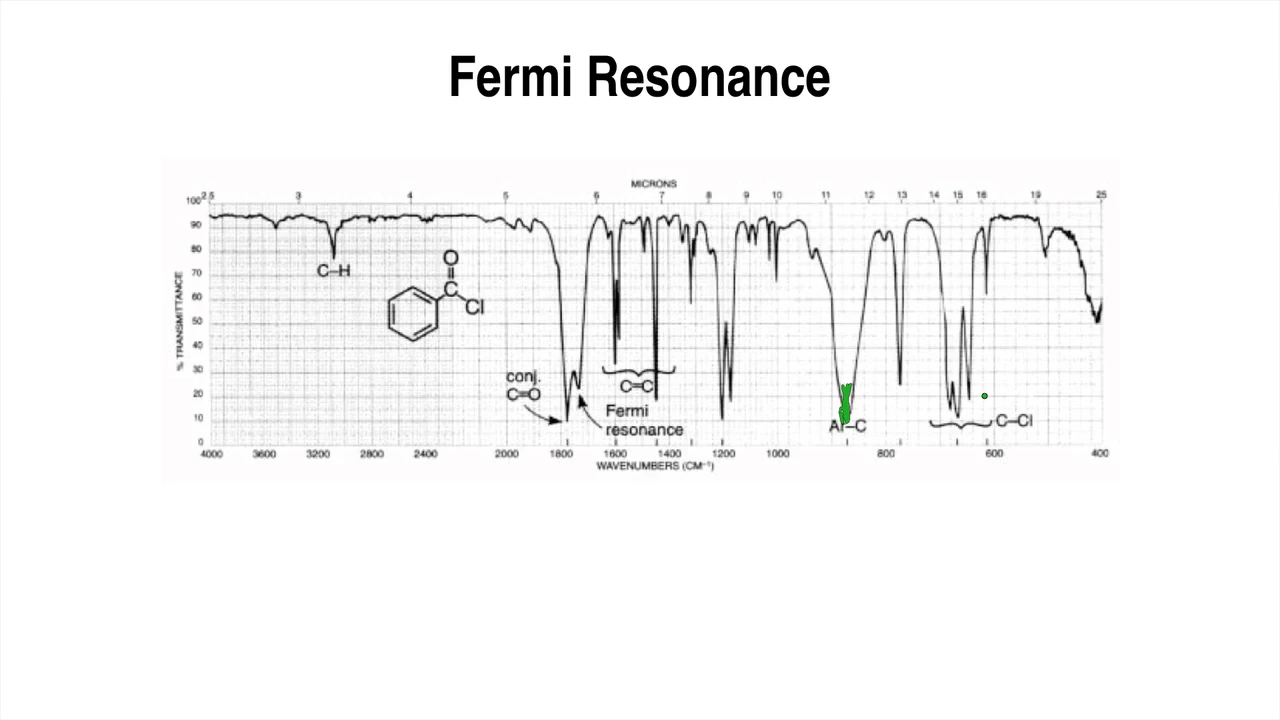 Fermi Resonance
MICRONS
2.5 3 4 5 6 7 8 9 10 11 12 13 14 15 16 19 25
100
90
80
70
60
50
40
30
20
10
0
% TRANSMITTANCE
C–H
O
C
Cl
conj.
C=O
Fermi
resonance
C=C
Ar–C
C–Cl
4000 3600 3200 2800 2400 2000 1800 1600 1400 1200 1000 800 600 400
WAVENUMBERS (CM⁻¹)